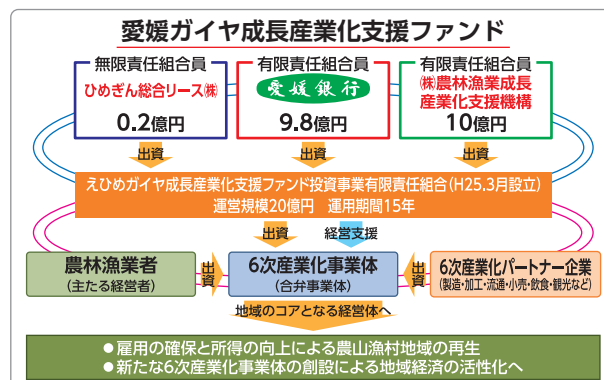 愛媛ガイヤ成長産業化支援ファンド
無限責任組合員
ひめぎん総合リース㈱
0.2億円
有限責任組合員
愛媛銀行
9.8億円
有限責任組合員
㈱農林漁業成長
産業化支援機構
10億円
出資
出資
出資
えひめガイヤ成長産業化支援ファンド投資事業有限責任組合(H25.3月設立)
運営規模20億円 運用期間15年
出資
経営支援
農林漁業者
(主たる経営者)
出資
6次産業化事業体
(合弁事業体)
出資
6次産業化パートナー企業
(製造・加工・流通・小売・飲食・観光など)
地域のコアとなる経営体へ
●雇用の確保と所得の向上による農山漁村地域の再生
●新たな6次産業化事業体の創設による地域経済の活性化へ